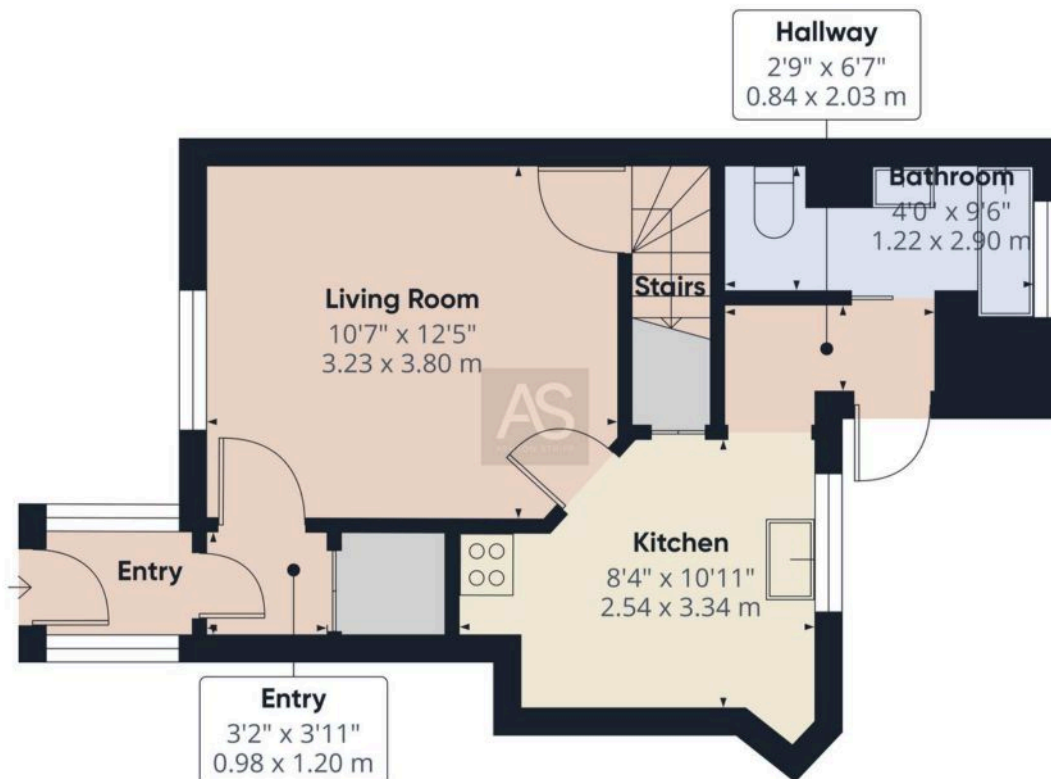 Hallway
2'9" x 6'7"
0.84 x 2.03 m
Bathroom
4'0" x 9'6"
1.22 x 2.90 m
Living Room
10'7" x 12'5"
3.23 x 3.80 m
Stairs
AS
Kitchen
8'4" x 10'11"
2.54 x 3.34 m
Entry
Entry
3'2" x 3'11"
0.98 x 1.20 m